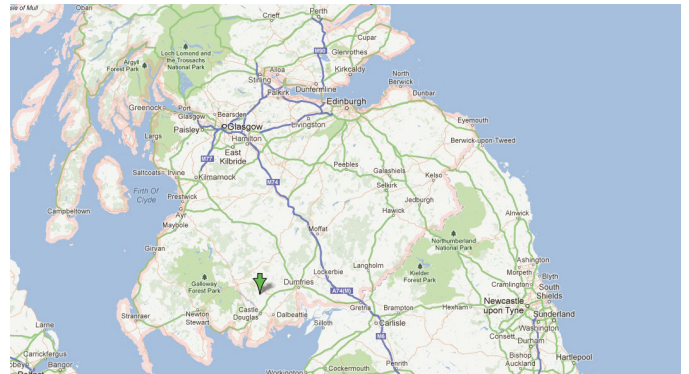 Isle of Mull
Oban
Crieff
Perth
Cupar
Loch Lomond and
the Trossachs
National Park
M90
Glenrothes
Argyll
Forest Park
Alloa
Stirling
Kirkcaldy
North
Berwick
Dunfermline
Falkirk
Dunbar
Greenock
Port
Glasgow
Bearsden
Edinburgh
Eyemouth
Paisley
Glasgow
Livingston
Hamilton
Largs
East
Kilbride
Berwick-upon-Tweed
M77
Peebles
Saltcoats
Irvine
Galashiels
Kelso
Kilmarnock
M74
Selkirk
Firth Of
Clyde
Prestwick
Jedburgh
Campbeltown
Ayr
Hawick
Alnwick
Maybole
Moffat
Northumberland
National Park
Girvan
Lockerbie
Langholm
Ashington
Kielder
Forest Park
Morpeth
Blyth
Galloway
Forest Park
Dumfries
Cramlington
South
Shields
A74(M)
Newcastle
upon Tyne
Stranraer
Newton
Stewart
Castle
Douglas
Dalbeattie
Gretna
Brampton
Hexham
Sunderland
Silloth
Carlisle
Washington
Larne
M6
Consett
Durham
Carrickfergus
Bishop
Auckland
Hartlepool
Bangor
Cockermouth
Penrith
Workington